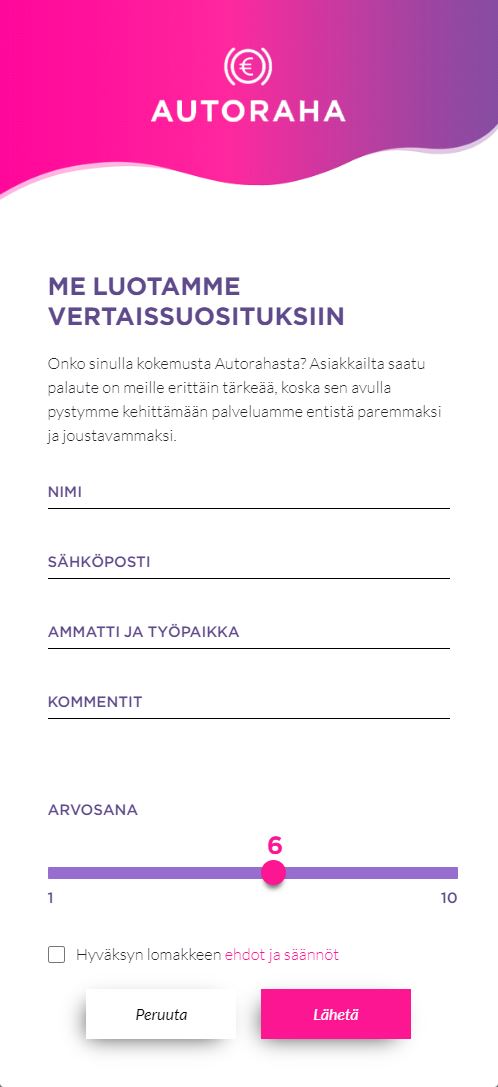 AUTORAHA
ME LUOTAMME
VERTAISSUOSITUKSIIN
Onko sinulla kokemusta Autorahasta? Asiakkailta saatu
palaute on meille erittäin tärkeää, koska sen avulla
pystymme kehittämään palveluamme entistä paremmaksi
ja joustavammaksi.
NIMI
SÄHKÖPOSTI
AMMATTI JA TYÖPAIKKA
KOMMENTIT
ARVOSANA
6
1 10
Hyväksyn lomakkeen ehdot ja säännöt
Peruuta Lähetä